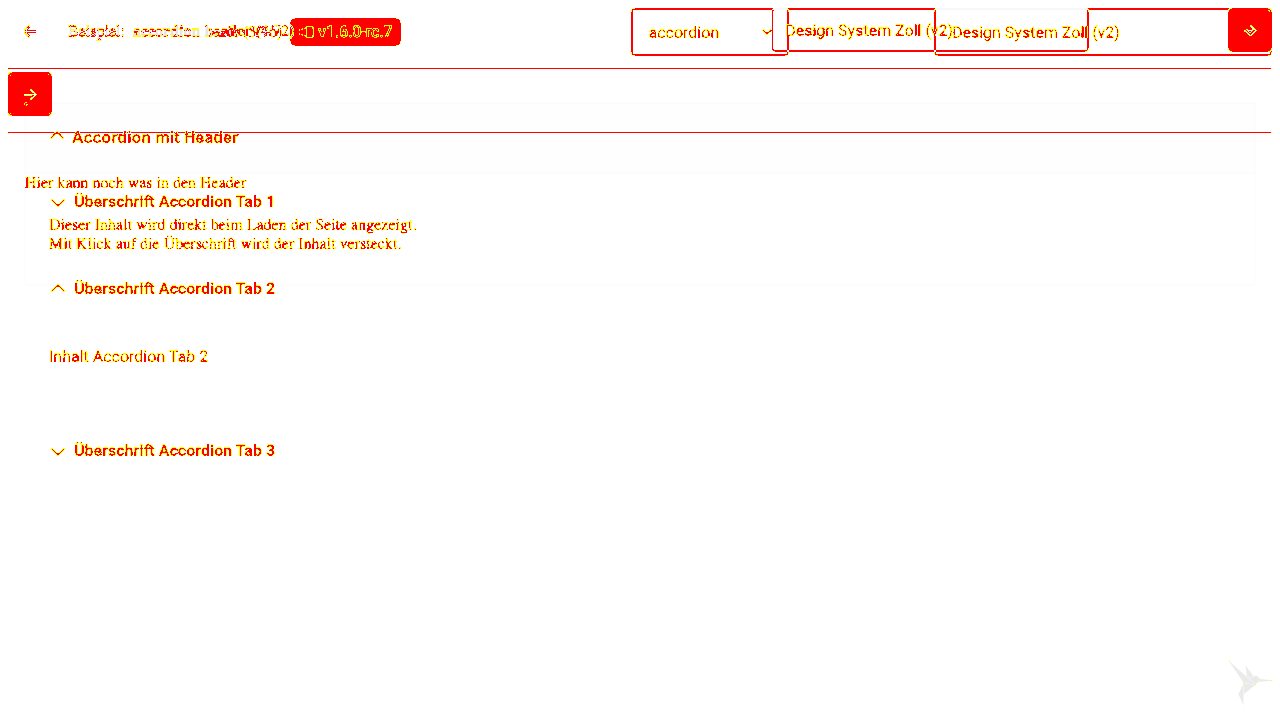 Beispiel: accordion header v1.6.0-rc.7
accordion
Design System Zoll (v2)
Design System Zoll (v2)
Accordion mit Header
Hier kann noch was in den Header
Überschrift Accordion Tab 1
Dieser Inhalt wird direkt beim Laden der Seite angezeigt.
Mit Klick auf die Überschrift wird der Inhalt versteckt.
Überschrift Accordion Tab 2
Inhalt Accordion Tab 2
Überschrift Accordion Tab 3